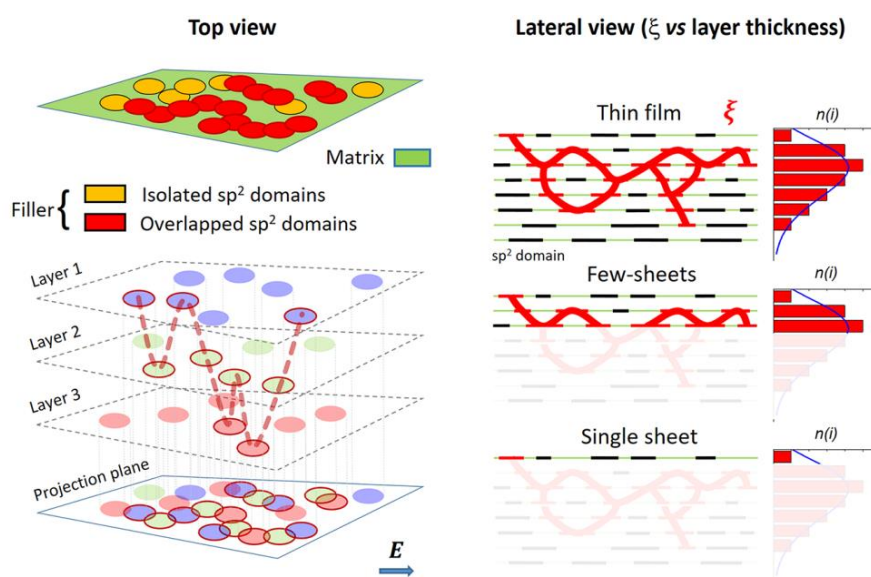 Top view
Matrix
Filler
Isolated sp² domains
Overlapped sp² domains
Layer 1
Layer 2
Layer 3
Projection plane
E
Lateral view (ξ vs layer thickness)
Thin film
ξ
n(i)
sp² domain
Few-sheets
n(i)
Single sheet
n(i)